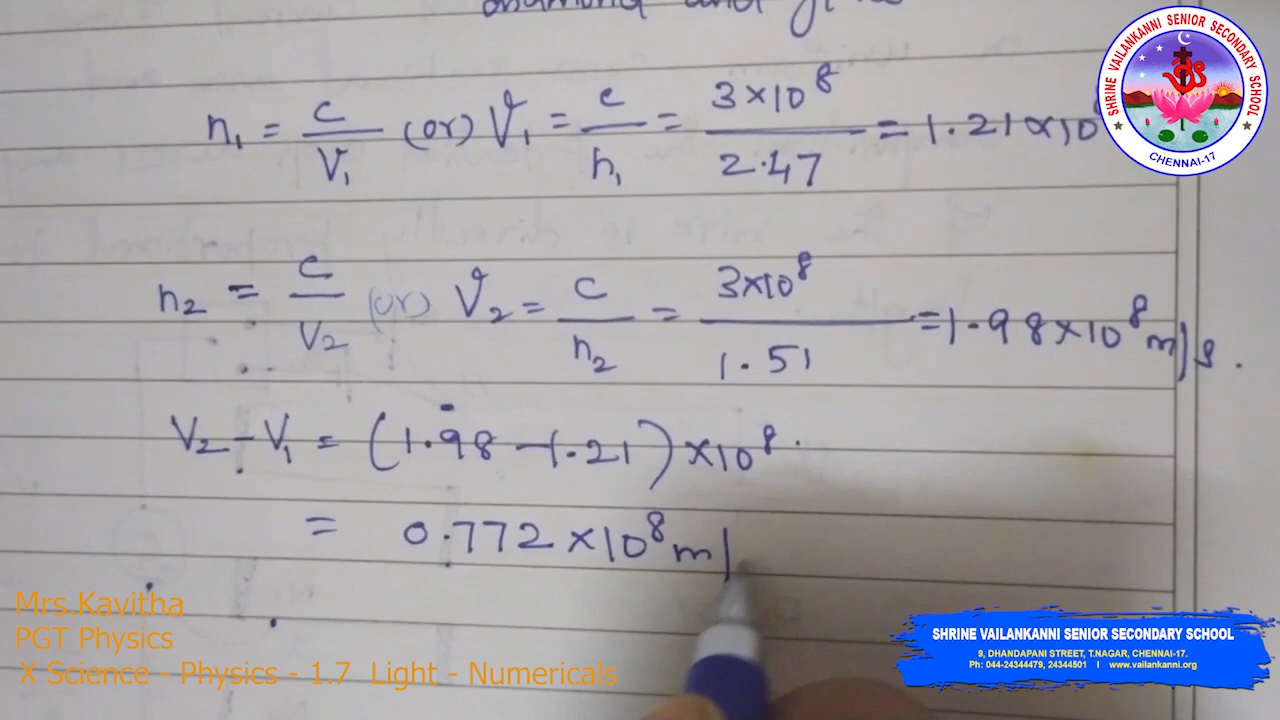 diamond and
n₁ = c/V₁ (or) V₁ = c/n₁ = 3×10⁸/2.47 = 1.21×10
n₂ = c/V₂ (or) V₂ = c/n₂ = 3×10⁸/1.51 = 1.98×10⁸ m/s.
V₂ - V₁ = (1.98 - 1.21) ×10⁸.
= 0.772 ×10⁸ m/
SHRINE VAILANKANNI SENIOR SECONDARY SCHOOL
CHENNAI-17
Mrs.Kavitha
PGT Physics
X Science - Physics - 1.7 Light - Numericals
SHRINE VAILANKANNI SENIOR SECONDARY SCHOOL
9, DHANDAPANI STREET, T.NAGAR, CHENNAI-17.
Ph: 044-24344479, 24344501 | www.vailankanni.org